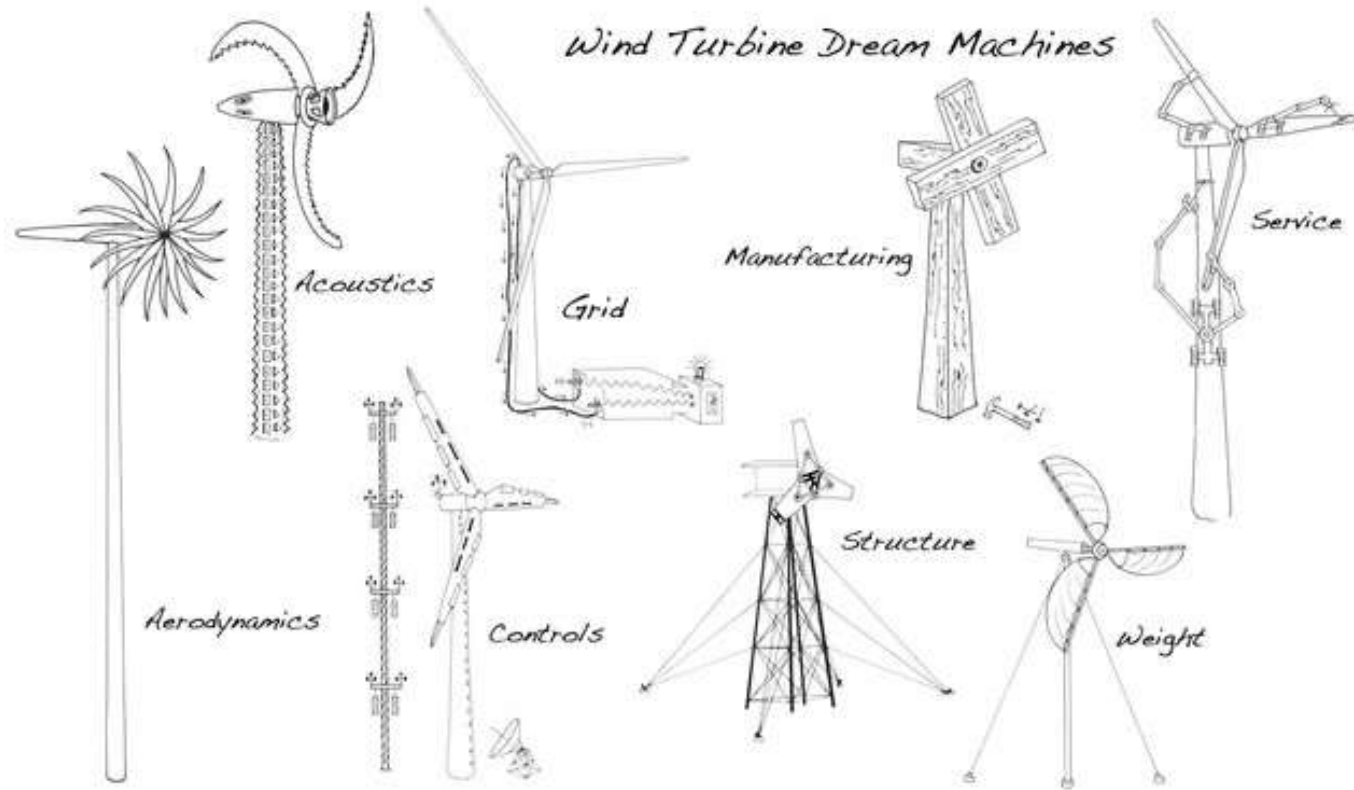 Wind Turbine Dream Machines
Acoustics
Grid
Manufacturing
Service
Aerodynamics
Controls
Structure
Weight